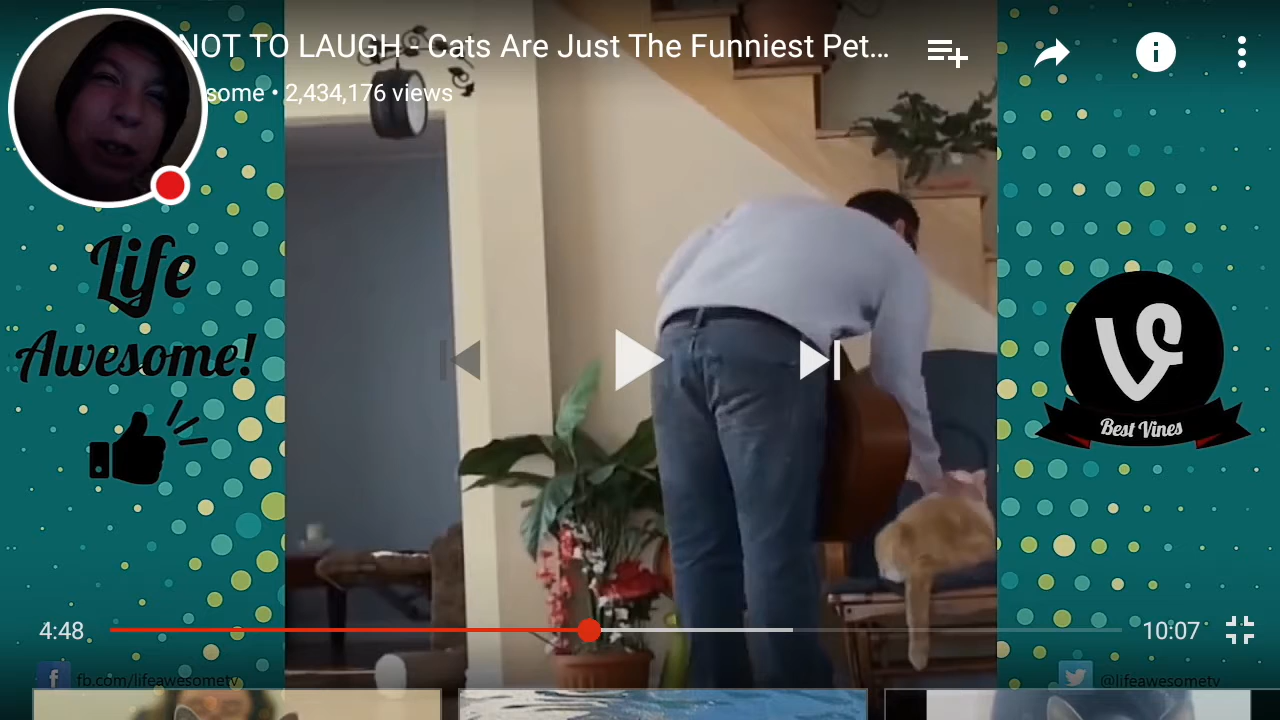 NOT TO LAUGH - Cats Are Just The Funniest Pet...
some • 2,434,176 views
Life
Awesome!
Best Vines
4:48
10:07
f fb.com/lifeawesometv
@lifeawesometv